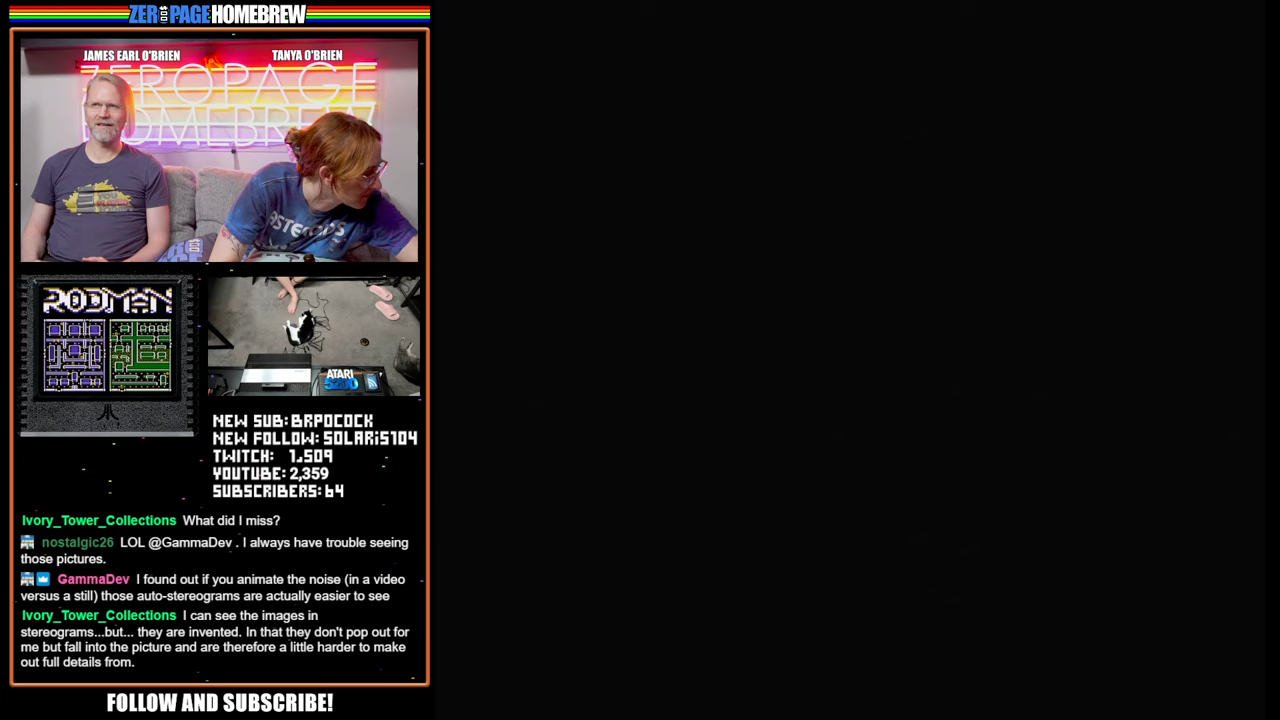 ZEROPAGE HOMEBREW
JAMES EARL O'BRIEN
TANYA O'BRIEN
ZEROPAGE
HOMEBREW
ASTEROIDS
RODMAN
ATARI
5200
NEW SUB: BRPOCOCK
NEW FOLLOW: SOLARIS104
TWITCH: 1,509
YOUTUBE: 2,359
SUBSCRIBERS: 64
Ivory_Tower_Collections What did I miss?
nostalgic26 LOL @GammaDev . I always have trouble seeing
those pictures.
GammaDev I found out if you animate the noise (in a video
versus a still) those auto-stereograms are actually easier to see
Ivory_Tower_Collections I can see the images in
stereograms...but... they are invented. In that they don't pop out for
me but fall into the picture and are therefore a little harder to make
out full details from.
FOLLOW AND SUBSCRIBE!